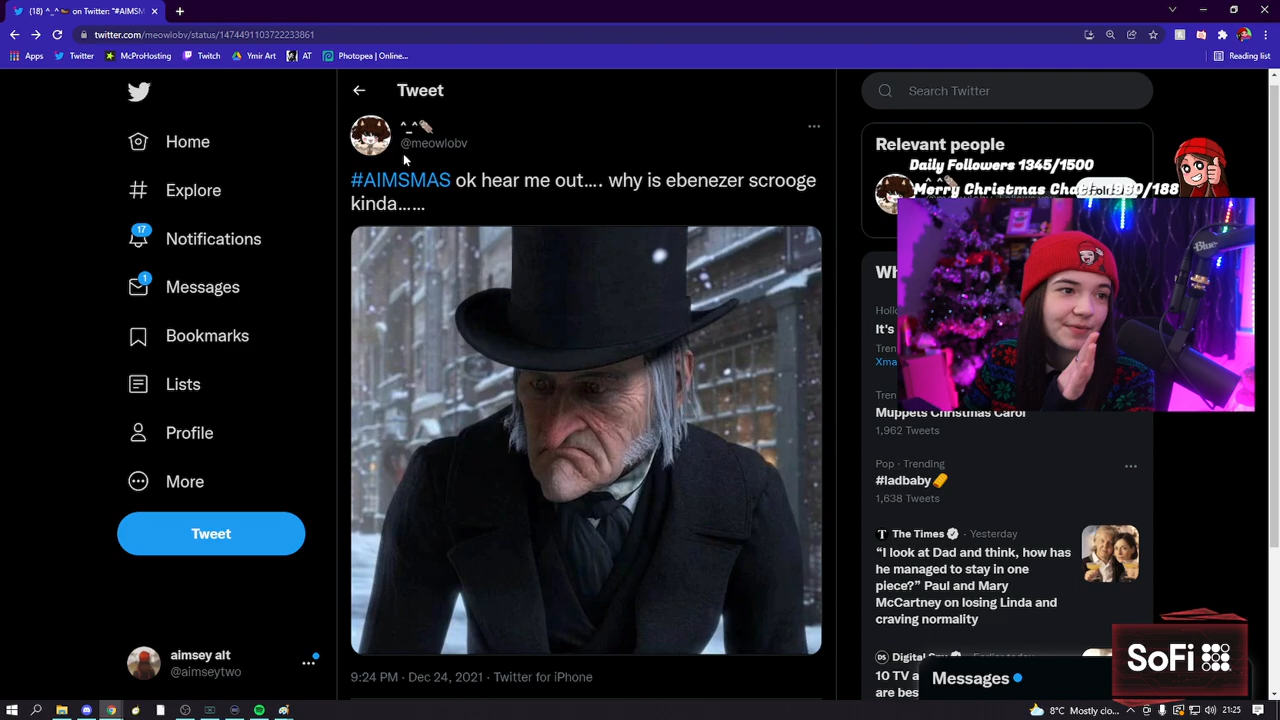 (18) ^_^ on Twitter: "#AIMSM
twitter.com/meowlobv/status/1474491103722233861
Apps
Twitter
McProHosting
Twitch
Ymir Art
AT
Photopea | Online...
Reading list
Tweet
Search Twitter
^_^
@meowlobv
Home
Explore
17
Notifications
1
Messages
Bookmarks
Lists
Profile
More
Tweet
aimsey alt
@aimseytwo
#AIMSMAS ok hear me out.... why is ebenezer scrooge
kinda......
9:24 PM · Dec 24, 2021 · Twitter for iPhone
Relevant people
Daily Followers 1345/1500
Merry Christmas Chat!
Blue
It's
Xma
Muppets Christmas Carol
1,962 Tweets
Pop · Trending
#ladbaby
1,638 Tweets
The Times
Yesterday
“I look at Dad and think, how has
he managed to stay in one
piece?” Paul and Mary
McCartney on losing Linda and
craving normality
10 TV a
are bes
Messages
SoFi
8°C Mostly clo...
21:25